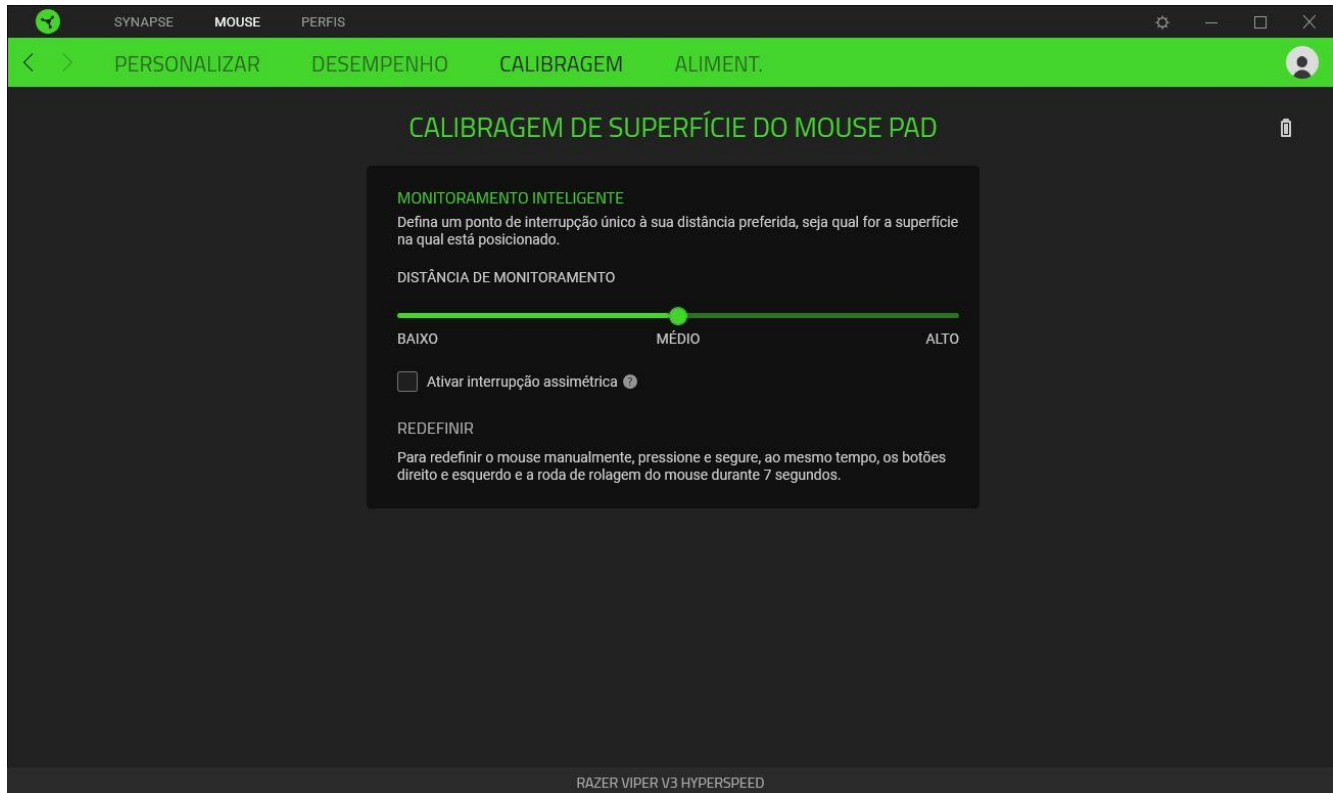 SYNAPSE MOUSE PERFIS
PERSONALIZAR DESEMPENHO CALIBRAGEM ALIMENT.
CALIBRAGEM DE SUPERFÍCIE DO MOUSE PAD
MONITORAMENTO INTELIGENTE
Defina um ponto de interrupção único à sua distância preferida, seja qual for a superfície
na qual está posicionado.
DISTÂNCIA DE MONITORAMENTO
BAIXO MÉDIO ALTO
Ativar interrupção assimétrica ?
REDEFINIR
Para redefinir o mouse manualmente, pressione e segure, ao mesmo tempo, os botões
direito e esquerdo e a roda de rolagem do mouse durante 7 segundos.
RAZER VIPER V3 HYPERSPEED